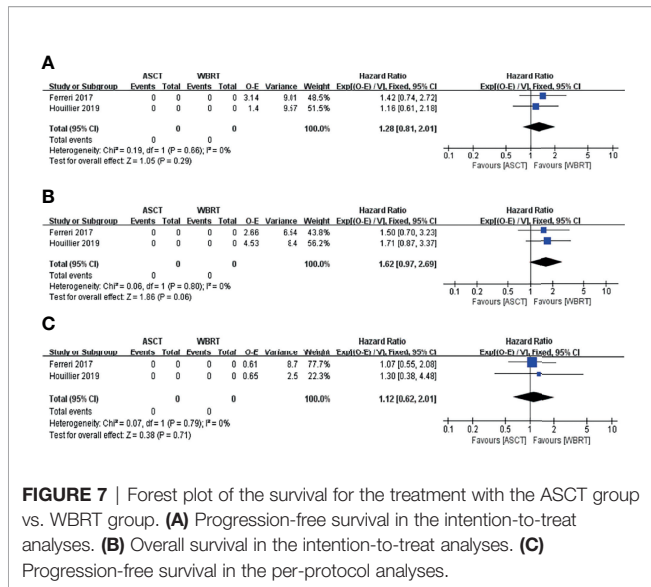 A
ASCT WBRT Hazard Ratio Hazard Ratio
Study or Subgroup Events Total Events Total O-E Variance Weight Exp[(O-E) / V], Fixed, 95% CI Exp[(O-E) / V], Fixed, 95% CI
Ferreri 2017 0 0 0 0 3.14 9.01 48.5% 1.42 [0.74, 2.72]
Houillier 2019 0 0 0 0 1.4 9.57 51.5% 1.16 [0.61, 2.18]
Total (95% CI) 0 0 100.0% 1.28 [0.81, 2.01]
Total events 0 0
Heterogeneity: Chi² = 0.19, df = 1 (P = 0.66); I² = 0%
Test for overall effect: Z = 1.05 (P = 0.29)
0.1 0.2 0.5 1 2 5 10
Favours [ASCT] Favours [WBRT]
B
ASCT WBRT Hazard Ratio Hazard Ratio
Study or Subgroup Events Total Events Total O-E Variance Weight Exp[(O-E) / V], Fixed, 95% CI Exp[(O-E) / V], Fixed, 95% CI
Ferreri 2017 0 0 0 0 2.66 6.54 43.8% 1.50 [0.70, 3.23]
Houillier 2019 0 0 0 0 4.53 8.4 56.2% 1.71 [0.87, 3.37]
Total (95% CI) 0 0 100.0% 1.62 [0.97, 2.69]
Total events 0 0
Heterogeneity: Chi² = 0.06, df = 1 (P = 0.80); I² = 0%
Test for overall effect: Z = 1.86 (P = 0.06)
0.1 0.2 0.5 1 2 5 10
Favours [ASCT] Favours [WBRT]
C
ASCT WBRT Hazard Ratio Hazard Ratio
Study or Subgroup Events Total Events Total O-E Variance Weight Exp[(O-E) / V], Fixed, 95% CI Exp[(O-E) / V], Fixed, 95% CI
Ferreri 2017 0 0 0 0 0.61 8.7 77.7% 1.07 [0.55, 2.08]
Houillier 2019 0 0 0 0 0.65 2.5 22.3% 1.30 [0.38, 4.48]
Total (95% CI) 0 0 100.0% 1.12 [0.62, 2.01]
Total events 0 0
Heterogeneity: Chi² = 0.07, df = 1 (P = 0.79); I² = 0%
Test for overall effect: Z = 0.38 (P = 0.71)
0.1 0.2 0.5 1 2 5 10
Favours [ASCT] Favours [WBRT]
FIGURE 7 | Forest plot of the survival for the treatment with the ASCT group
vs. WBRT group. (A) Progression-free survival in the intention-to-treat
analyses. (B) Overall survival in the intention-to-treat analyses. (C)
Progression-free survival in the per-protocol analyses.